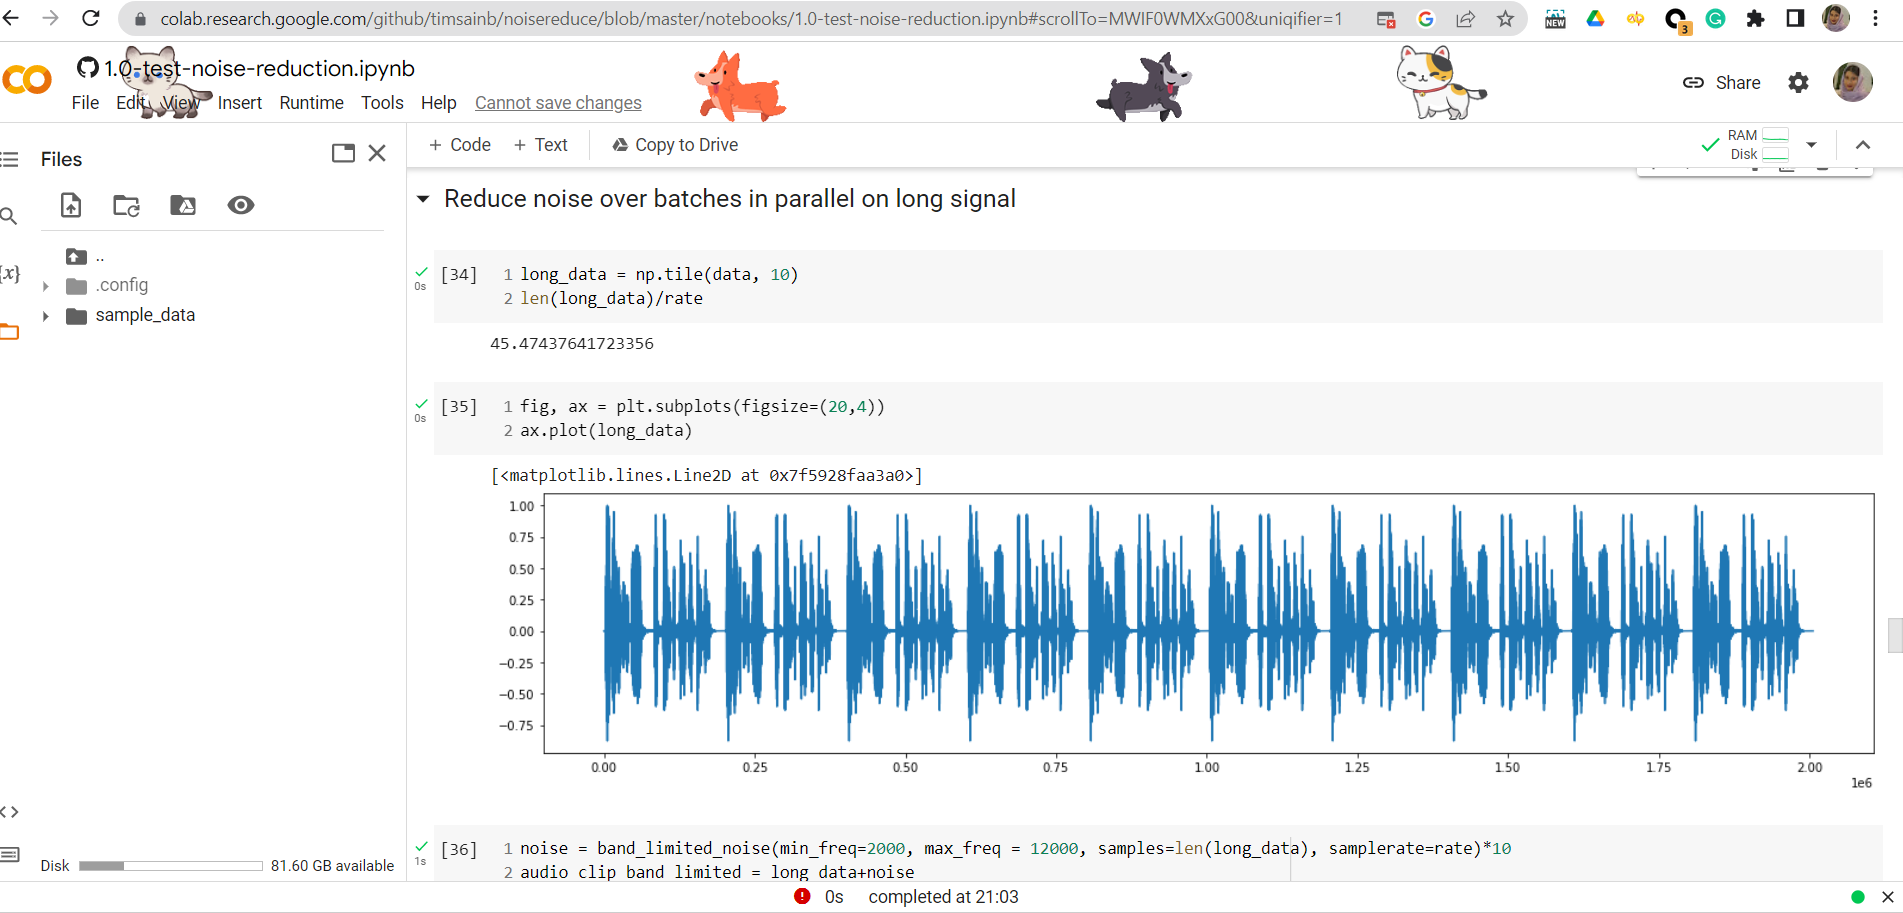 colab.research.google.com/github/timsainb/noisereduce/blob/master/notebooks/1.0-test-noise-reduction.ipynb#scrollTo=MWIF0WMXxG00&uniqifier=1
NEW
3
1.0-test-noise-reduction.ipynb
File Edit View Insert Runtime Tools Help Cannot save changes
Share
Files
+ Code + Text Copy to Drive
RAM
Disk
Reduce noise over batches in parallel on long signal
..
.config
sample_data
{x}
[34] 1 long_data = np.tile(data, 10)
0s 2 len(long_data)/rate
45.47437641723356
[35] 1 fig, ax = plt.subplots(figsize=(20,4))
0s 2 ax.plot(long_data)
[<matplotlib.lines.Line2D at 0x7f5928faa3a0>]
1.00
0.75
0.50
0.25
0.00
−0.25
−0.50
−0.75
0.00 0.25 0.50 0.75 1.00 1.25 1.50 1.75 2.00
1e6
[36] 1 noise = band_limited_noise(min_freq=2000, max_freq = 12000, samples=len(long_data), samplerate=rate)*10
1s 2 audio_clip_band_limited = long_data+noise
Disk 81.60 GB available
0s completed at 21:03